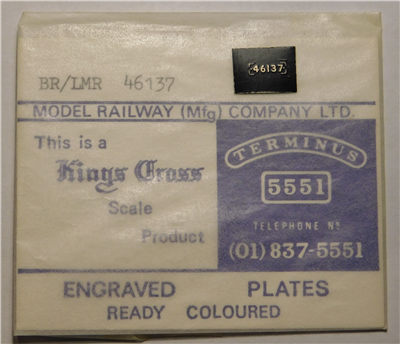 BR/LMR 46137
46137
MODEL RAILWAY (Mfg) COMPANY LTD.
This is a
Kings Cross
Scale
Product
TERMINUS
5551
TELEPHONE Nº
(01) 837-5551
ENGRAVED PLATES
READY COLOURED